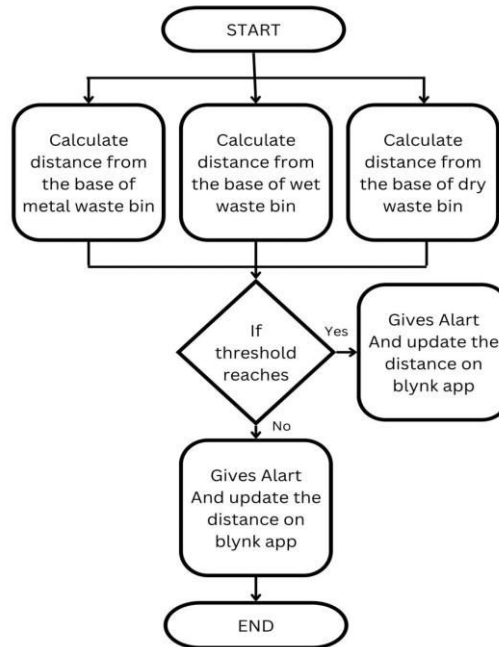 START
Calculate
distance from
the base of
metal waste bin
Calculate
distance from
the base of wet
waste bin
Calculate
distance from
the base of dry
waste bin
If
threshold
reaches
Yes
Gives Alart
And update the
distance on
blynk app
No
Gives Alart
And update the
distance on
blynk app
END